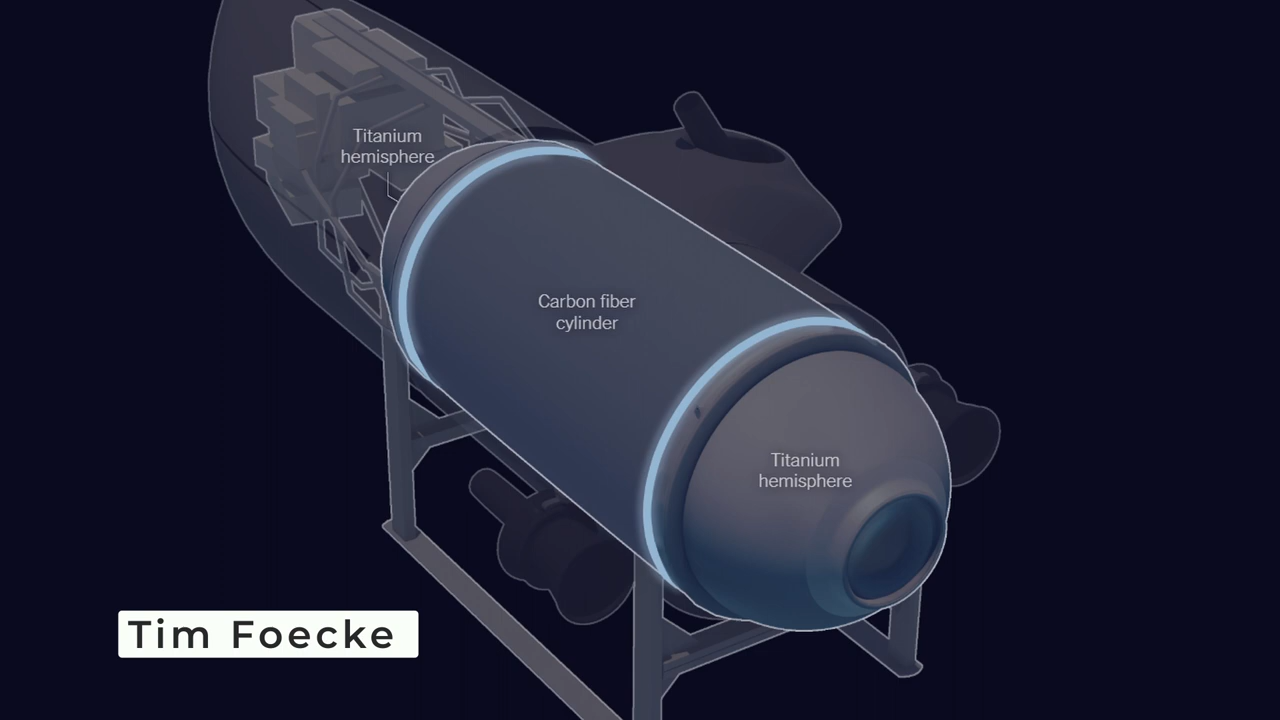 Titanium
hemisphere
Carbon fiber
cylinder
Titanium
hemisphere
Tim Foecke